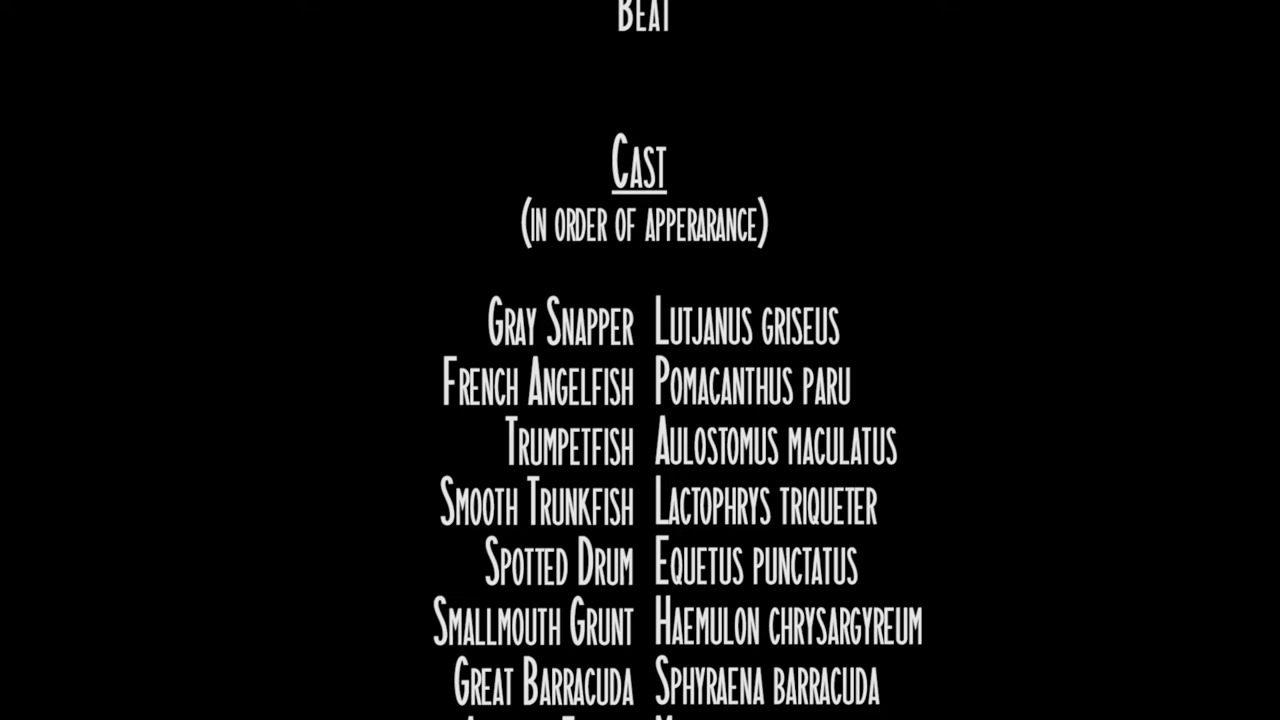 Beat
Cast
(in order of apperarance)
Gray Snapper Lutjanus griseus
French Angelfish Pomacanthus paru
Trumpetfish Aulostomus maculatus
Smooth Trunkfish Lactophrys triqueter
Spotted Drum Equetus punctatus
Smallmouth Grunt Haemulon chrysargyreum
Great Barracuda Sphyraena barracuda